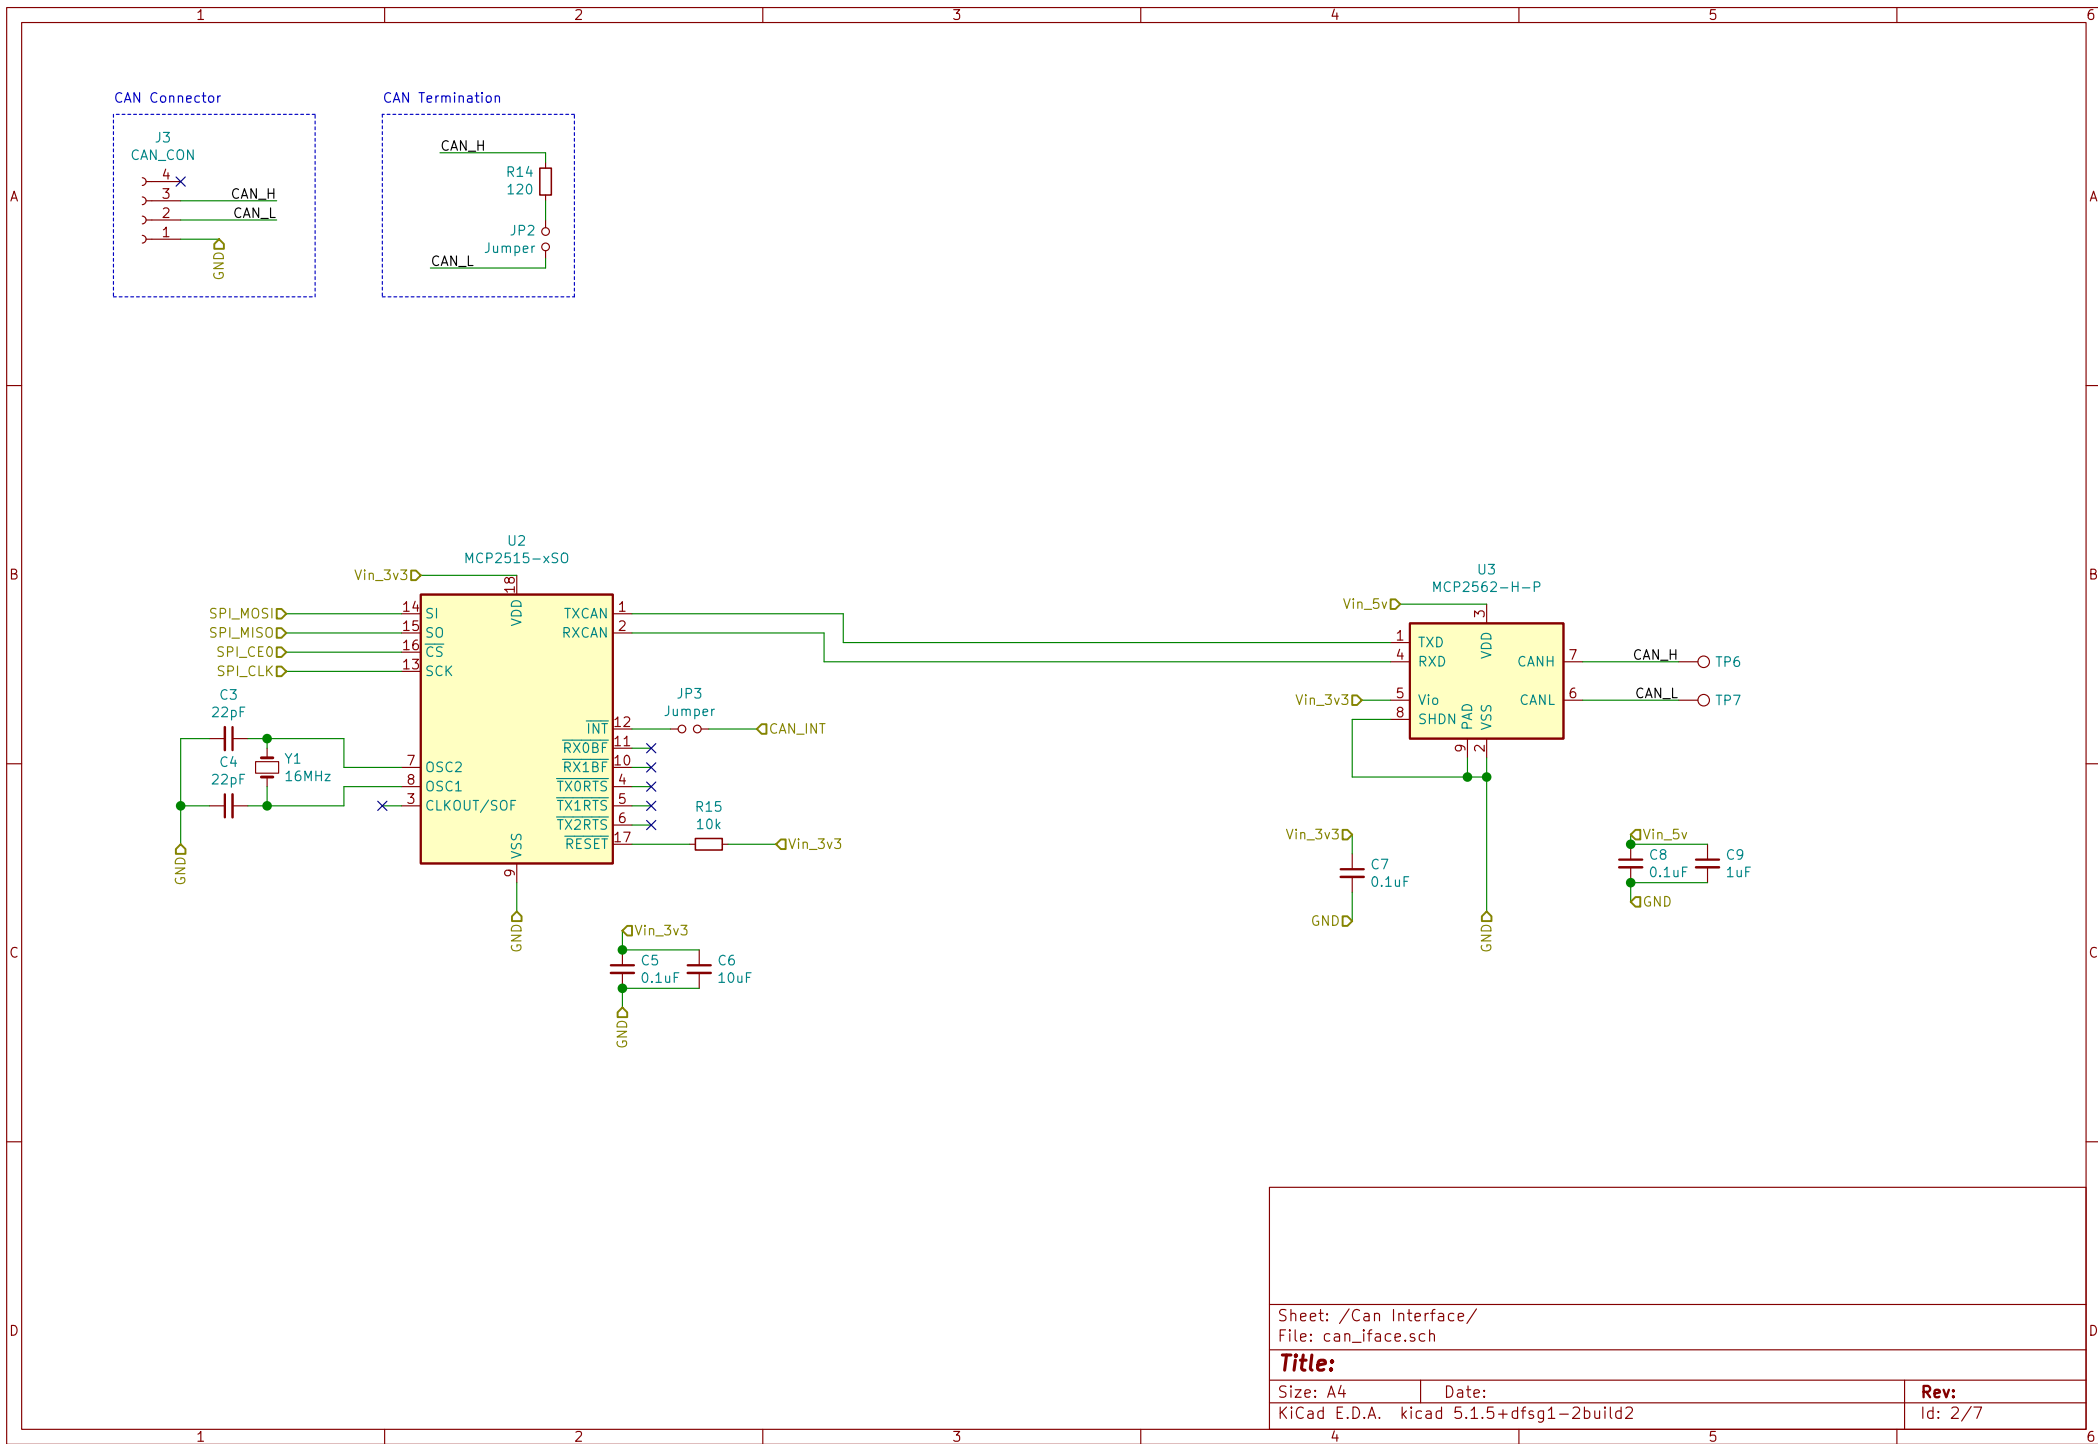 1 2 3 4 5 6
A
B
C
D
A
B
C
D
CAN Connector
J3
CAN_CON
4
3 CAN_H
2 CAN_L
1
GND
CAN Termination
CAN_H
R14
120
JP2
Jumper
CAN_L
U2
MCP2515-xSO
Vin_3v3
18
VDD
SPI_MOSI 14 SI
SPI_MISO 15 SO
SPI_CE0 16 CS
SPI_CLK 13 SCK
TXCAN 1
RXCAN 2
C3
22pF
C4
22pF
Y1
16MHz
GND
7 OSC2
8 OSC1
3 CLKOUT/SOF
VSS
9
GND
JP3
Jumper
INT 12 CAN_INT
RX0BF 11
RX1BF 10
TX0RTS 4
TX1RTS 5
TX2RTS 6
RESET 17
R15
10k
Vin_3v3
Vin_3v3
C5
0.1uF
C6
10uF
GND
U3
MCP2562-H-P
Vin_5v
3
VDD
1 TXD
4 RXD
Vin_3v3 5 Vio
8 SHDN
PAD
9
VSS
2
CANH 7 CAN_H TP6
CANL 6 CAN_L TP7
GND
Vin_3v3
C7
0.1uF
GND
Vin_5v
C8
0.1uF
C9
1uF
GND
Sheet: /Can Interface/
File: can_iface.sch
Title:
Size: A4 Date: Rev:
KiCad E.D.A. kicad 5.1.5+dfsg1-2build2 Id: 2/7
1 2 3 4 5 6